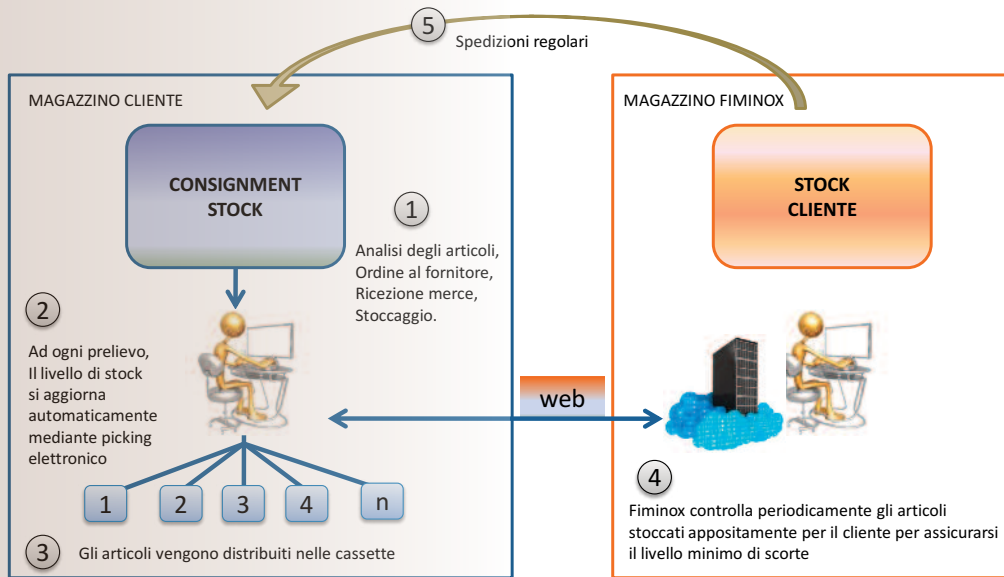 5
Spedizioni regolari
MAGAZZINO CLIENTE
CONSIGNMENT
STOCK
1
Analisi degli articoli,
Ordine al fornitore,
Ricezione merce,
Stoccaggio.
2
Ad ogni prelievo,
Il livello di stock
si aggiorna
automaticamente
mediante picking
elettronico
1 2 3 4 n
3
Gli articoli vengono distribuiti nelle cassette
web
MAGAZZINO FIMINOX
STOCK
CLIENTE
4
Fiminox controlla periodicamente gli articoli
stoccati appositamente per il cliente per assicurarsi
il livello minimo di scorte